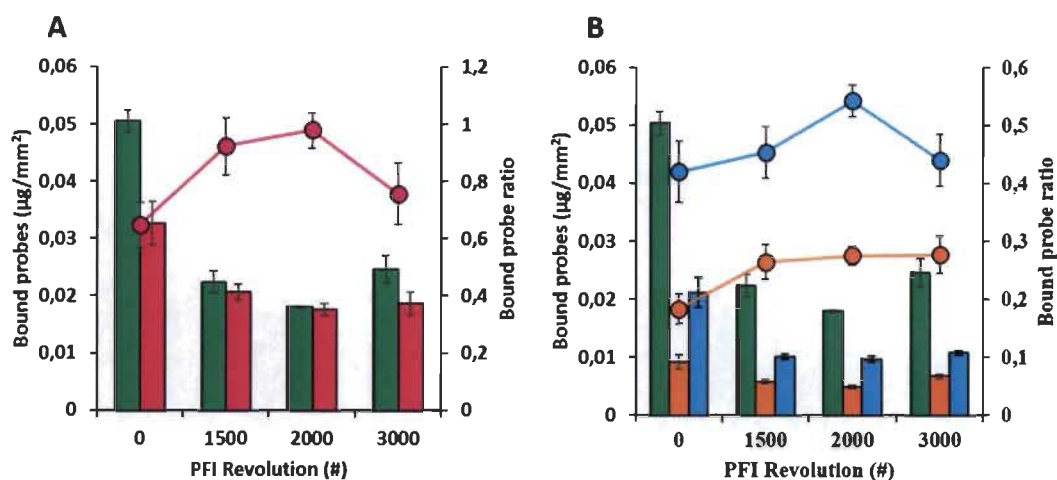 A
0,06
0,05
0,04
0,03
0,02
0,01
0
Bound probes (µg/mm²)
1,2
1
0,8
0,6
0,4
0,2
0
Bound probe ratio
0 1500 2000 3000
PFI Revolution (#)
B
0,06
0,05
0,04
0,03
0,02
0,01
0
Bound probes (µg/mm²)
0,6
0,5
0,4
0,3
0,2
0,1
0
Bound probe ratio
0 1500 2000 3000
PFI Revolution (#)